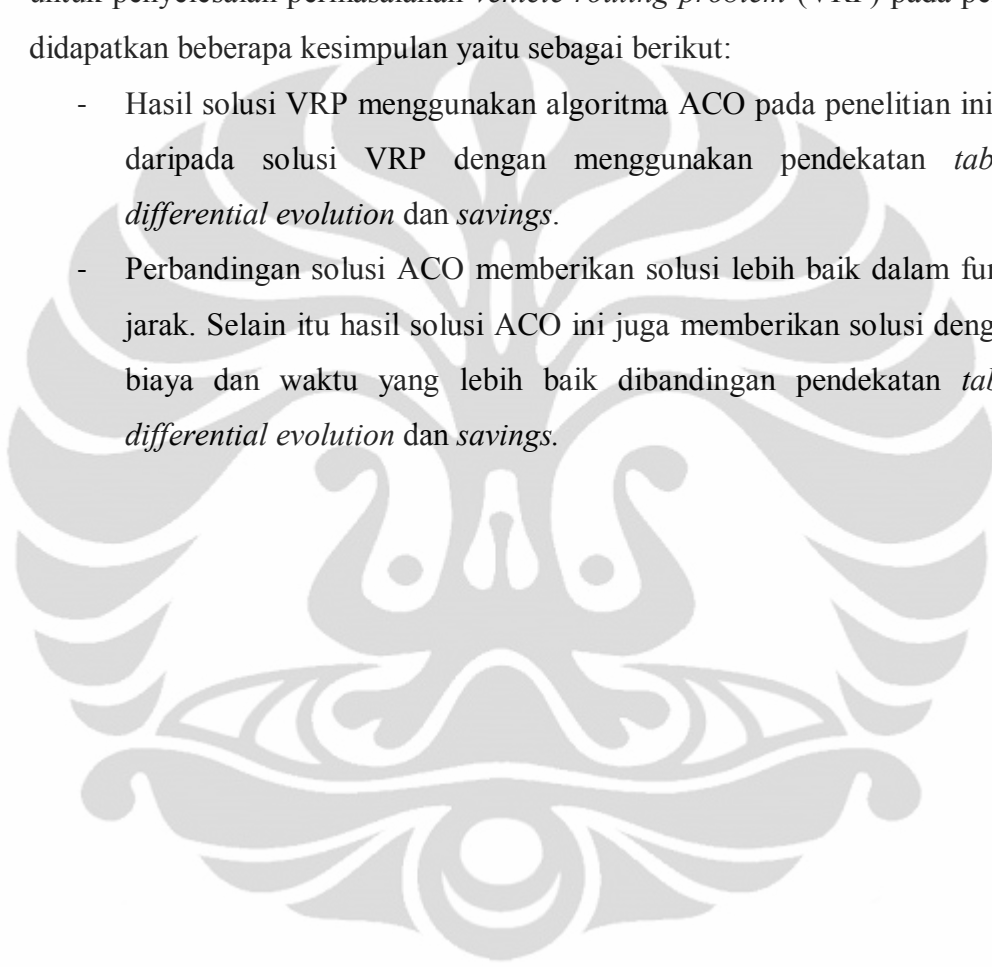 untuk penyelesaian permasalahan vehicle routing problem (VRP) pada
didapatkan beberapa kesimpulan yaitu sebagai berikut:
- Hasil solusi VRP menggunakan algoritma ACO pada penelitian ini
daripada solusi VRP dengan menggunakan pendekatan
differential evolution dan savings.
- Perbandingan solusi ACO memberikan solusi lebih baik dalam
jarak. Selain itu hasil solusi ACO ini juga memberikan solusi
biaya dan waktu yang lebih baik dibandingan pendekatan
differential evolution dan savings.